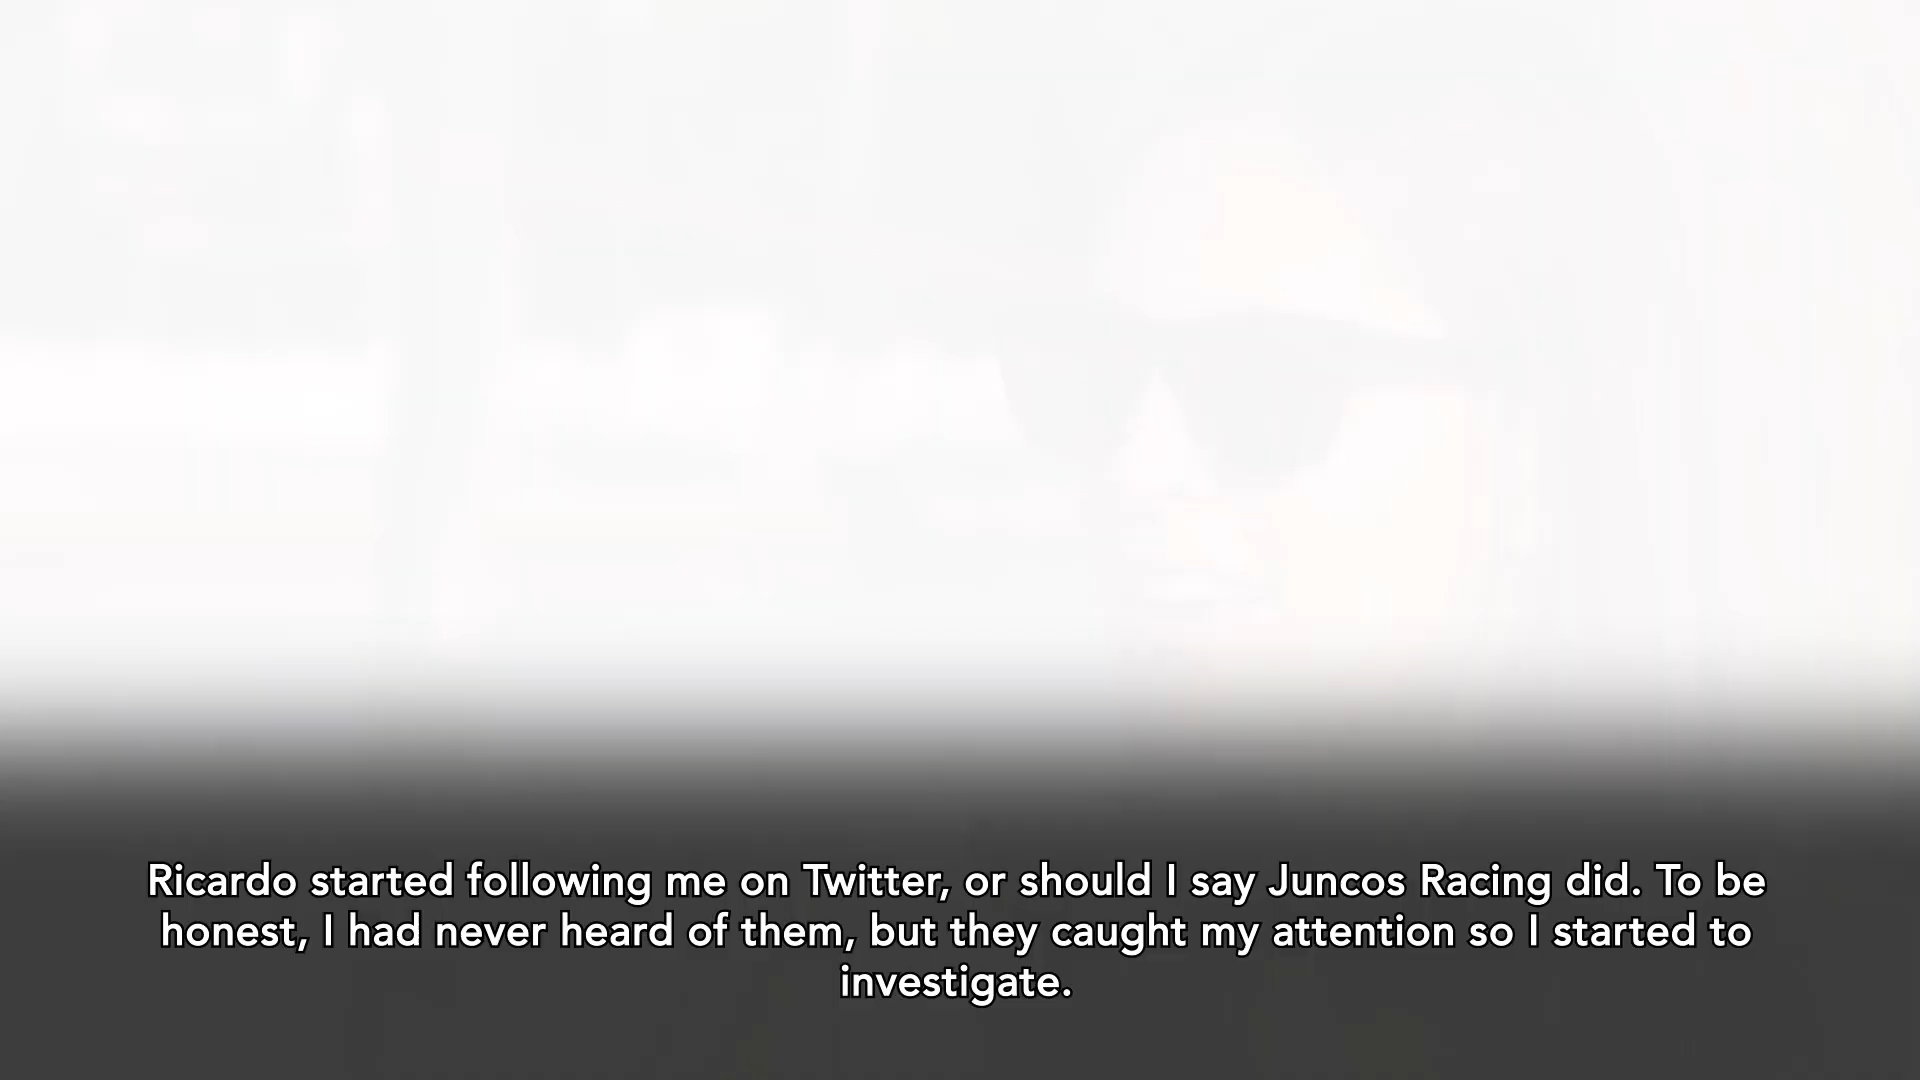 Ricardo started following me on Twitter, or should I say Juncos Racing did. To be
honest, I had never heard of them, but they caught my attention so I started to
investigate.